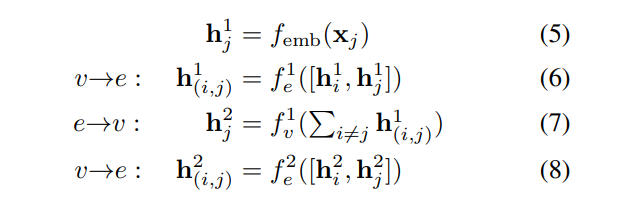 h_j^1 = f_emb(x_j) (5)
v→e : h_{(i,j)}^1 = f_e^1([h_i^1, h_j^1]) (6)
e→v : h_j^2 = f_v^1(∑_{i≠j} h_{(i,j)}^1) (7)
v→e : h_{(i,j)}^2 = f_e^2([h_i^2, h_j^2]) (8)